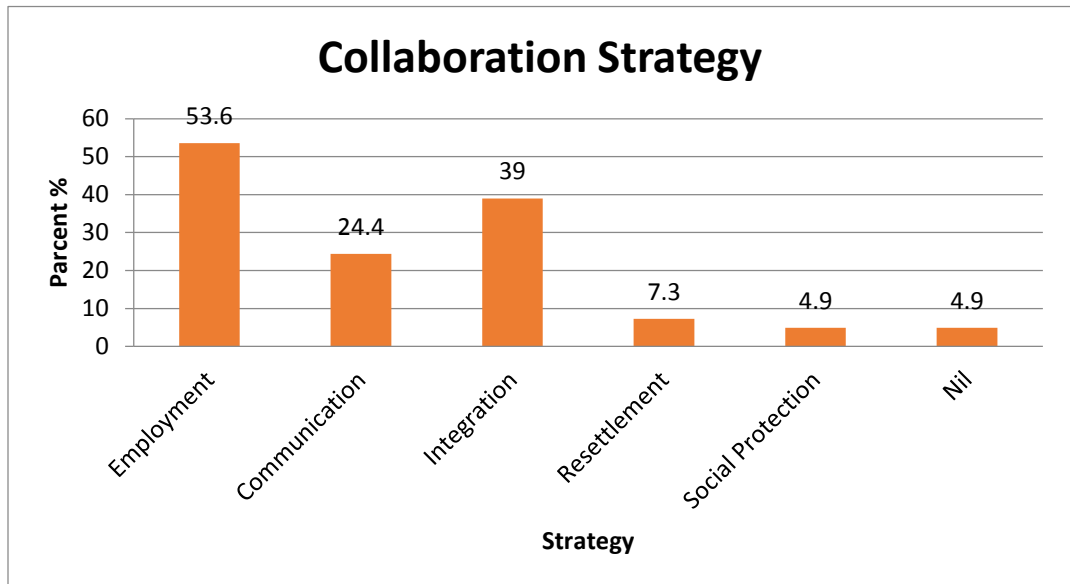 Collaboration Strategy
Parcent %
60
50
40
30
20
10
0
53.6
24.4
39
7.3
4.9
4.9
Employment
Communication
Integration
Resettlement
Social Protection
Nil
Strategy